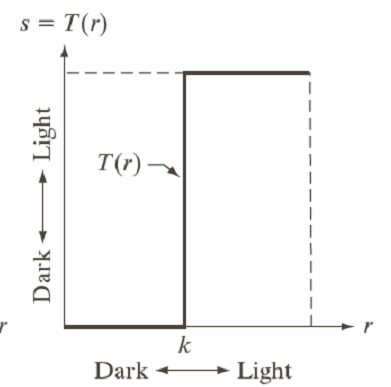 s = T(r)
Dark ↔ Light
T(r)
r
r
k
Dark ↔ Light